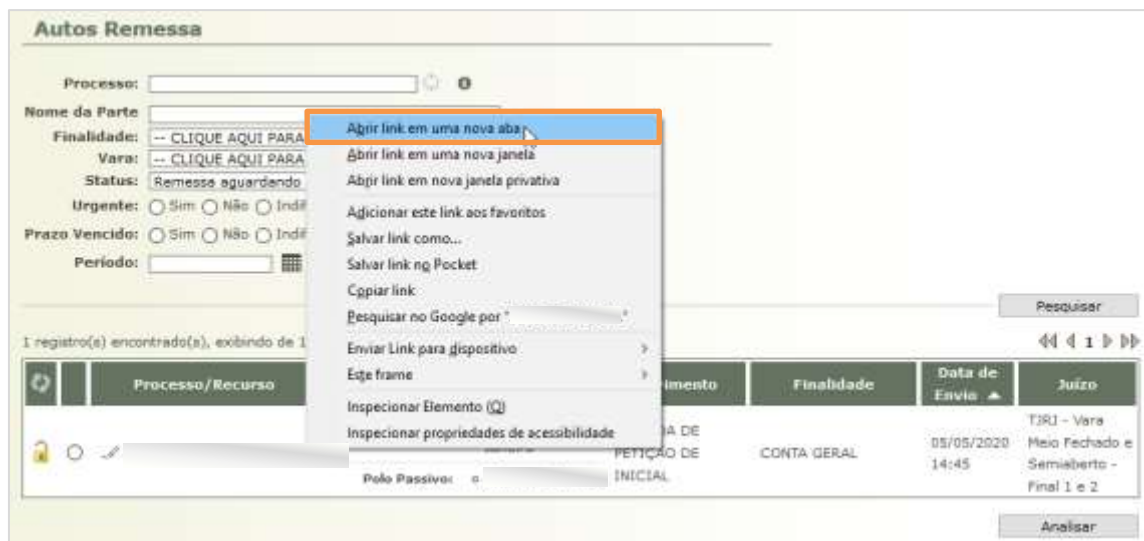 Autos Remessa
Processo:
Nome da Parte
Finalidade: -- CLIQUE AQUI PARA
Vara: -- CLIQUE AQUI PARA
Status: Remessa aguardando
Urgente: Sim Não Indif
Prazo Vencido: Sim Não Indif
Período:
Abrir link em uma nova aba
Abrir link em uma nova janela
Abrir link em nova janela privativa
Adicionar este link aos favoritos
Salvar link como...
Salvar link no Pocket
Copiar link
Pesquisar no Google por " "
Enviar Link para dispositivo
Este frame
Inspecionar Elemento (Q)
Inspecionar propriedades de acessibilidade
Pesquisar
1 registro(s) encontrado(s), exibindo de 1
1
Processo/Recurso imento Finalidade Data de Envio Juízo
DA DE
PETIÇÃO DE
INICIAL
Polo Passivo:
CONTA GERAL
05/05/2020
14:45
TJRJ - Vara
Meio Fechado e
Semiaberto -
Final 1 e 2
Analisar